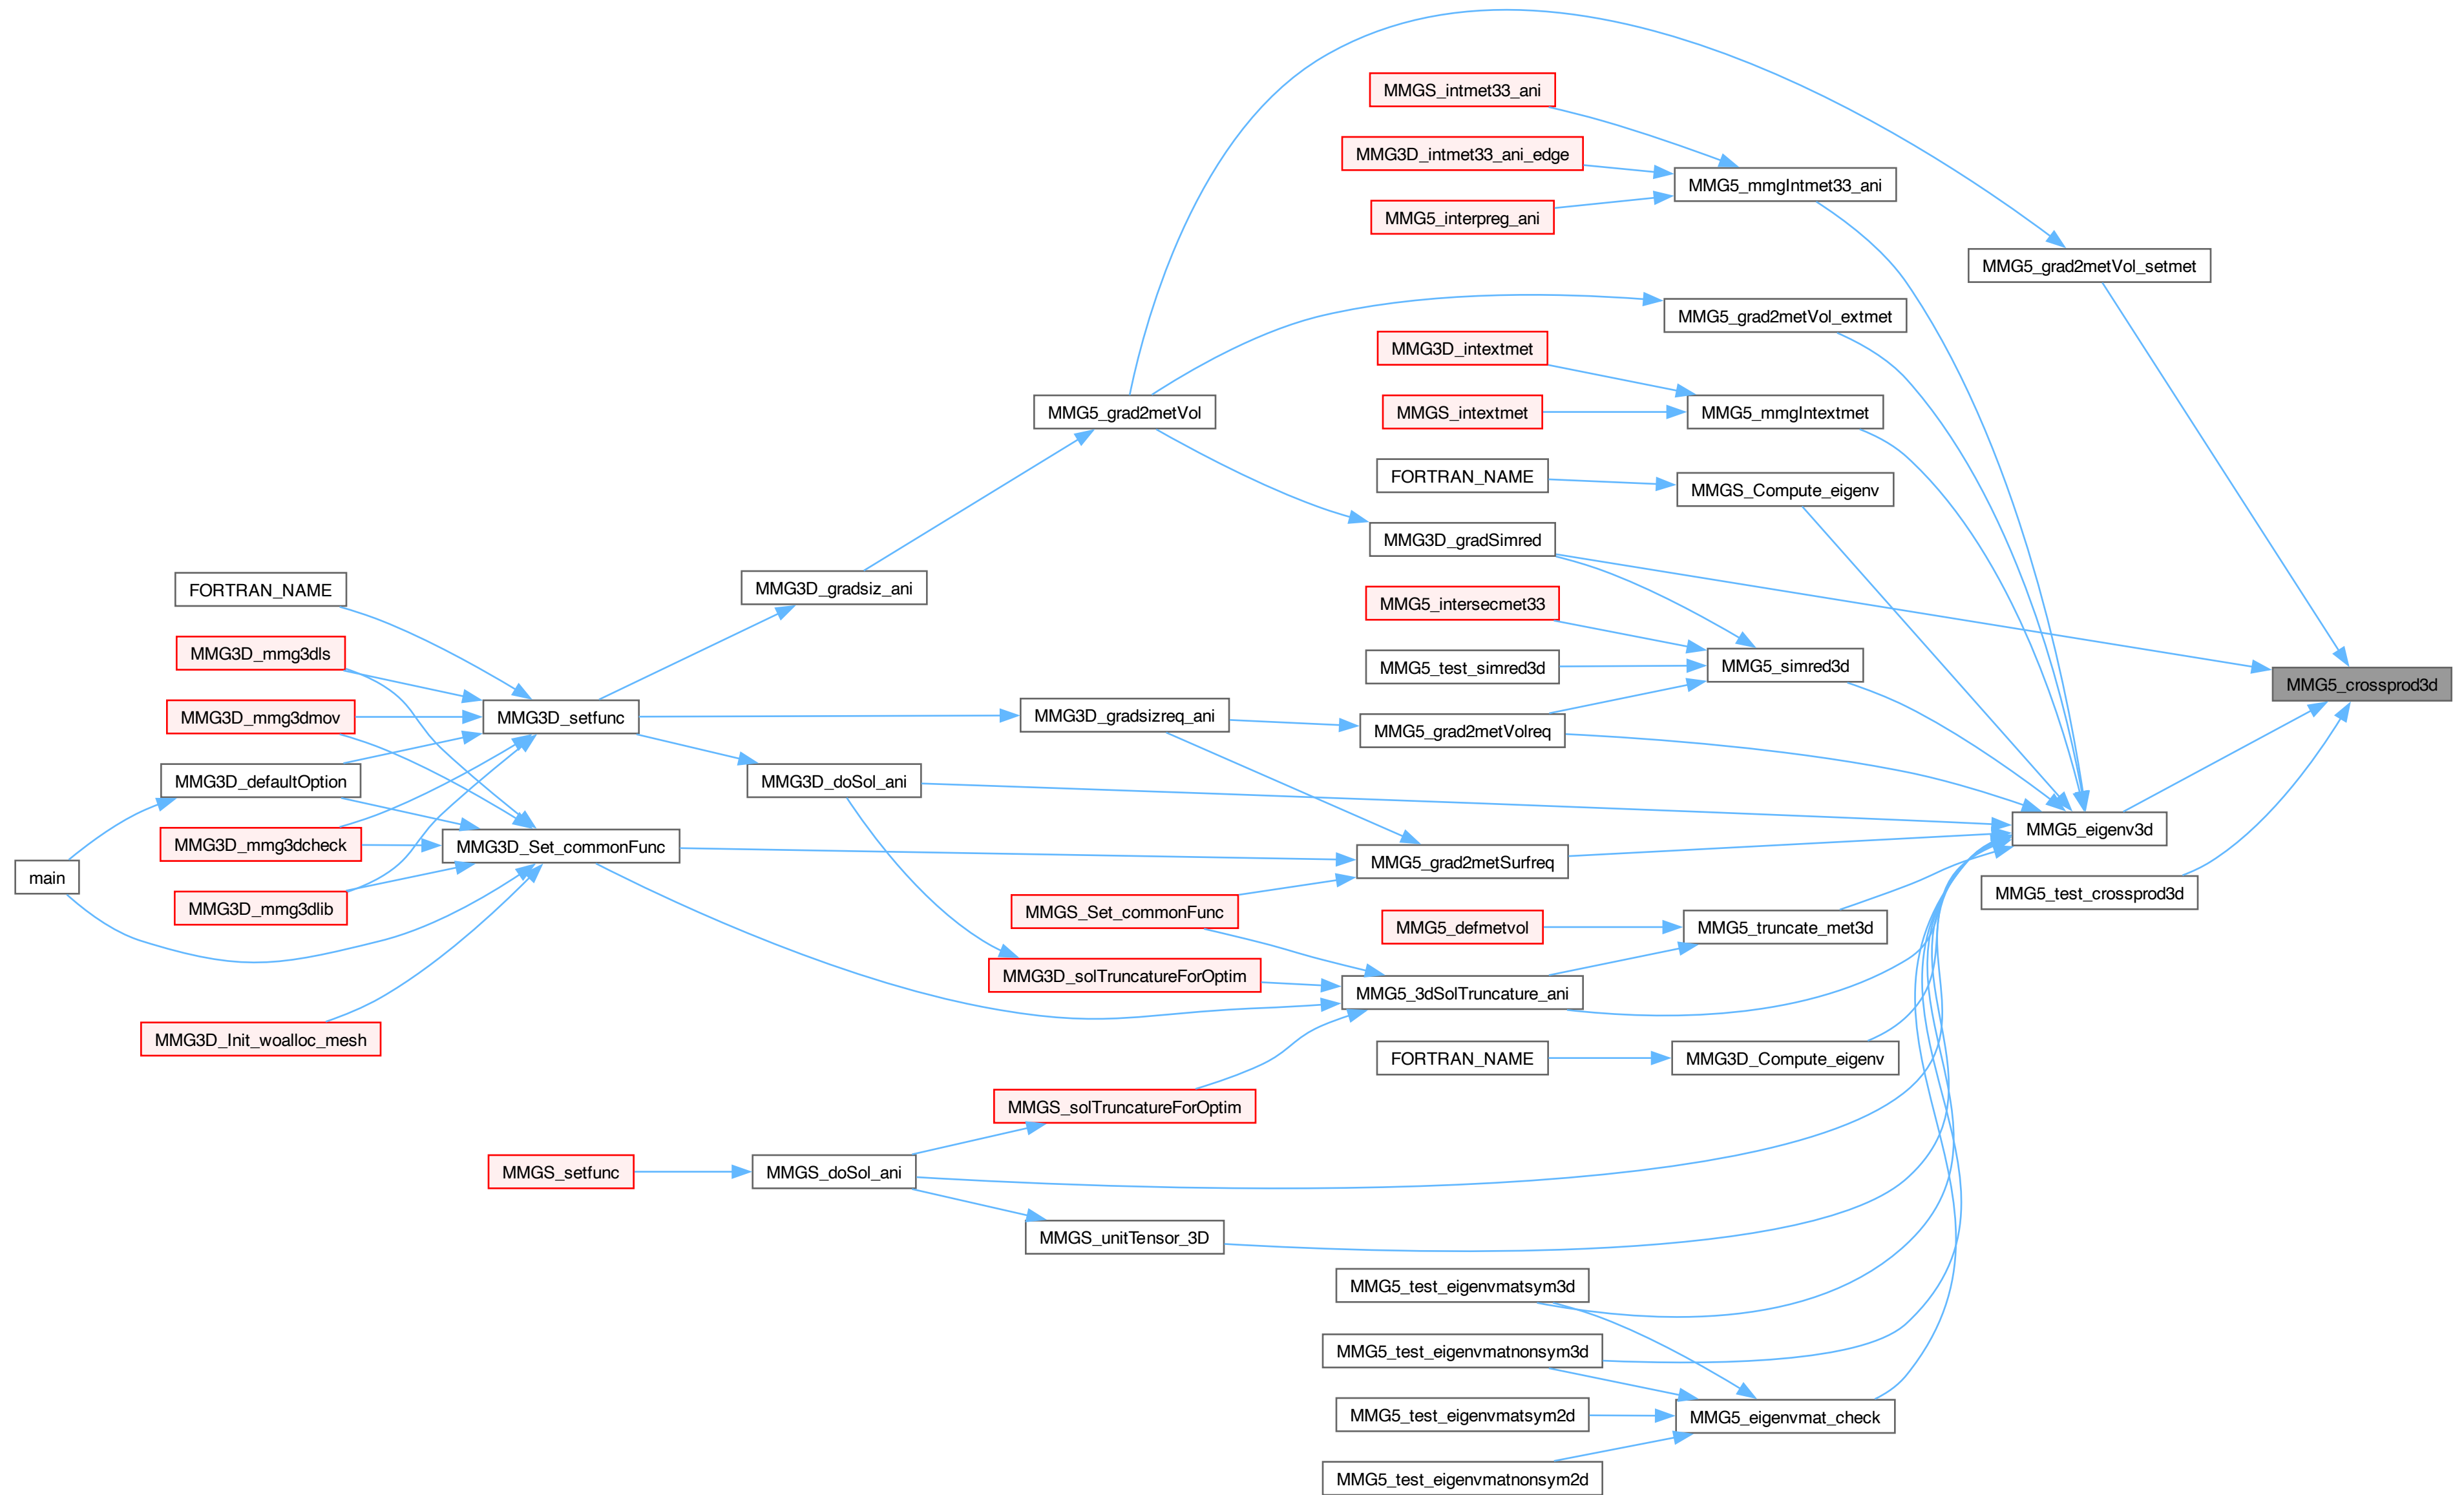 MMGS_intmet33_ani
MMG3D_intmet33_ani_edge
MMG5_mmgIntmet33_ani
MMG5_interpreg_ani
MMG5_grad2metVol_setmet
MMG5_grad2metVol_extmet
MMG3D_intextmet
MMG5_grad2metVol
MMGS_intextmet
MMG5_mmgIntextmet
FORTRAN_NAME
MMGS_Compute_eigenv
MMG3D_gradSimred
FORTRAN_NAME
MMG3D_gradsiz_ani
MMG5_intersecmet33
MMG3D_mmg3dls
MMG5_test_simred3d
MMG5_simred3d
MMG5_crossprod3d
MMG3D_mmg3dmov
MMG3D_setfunc
MMG3D_gradsizreq_ani
MMG5_grad2metVolreq
MMG3D_defaultOption
MMG3D_doSol_ani
MMG5_eigenv3d
MMG3D_mmg3dcheck
MMG3D_Set_commonFunc
MMG5_grad2metSurfreq
main
MMG5_test_crossprod3d
MMG3D_mmg3dlib
MMGS_Set_commonFunc
MMG5_defmetvol
MMG5_truncate_met3d
MMG3D_solTruncatureForOptim
MMG5_3dSolTruncature_ani
MMG3D_Init_woalloc_mesh
FORTRAN_NAME
MMG3D_Compute_eigenv
MMGS_solTruncatureForOptim
MMGS_setfunc
MMGS_doSol_ani
MMGS_unitTensor_3D
MMG5_test_eigenvmatsym3d
MMG5_test_eigenvmatnonsym3d
MMG5_test_eigenvmatsym2d
MMG5_eigenvmat_check
MMG5_test_eigenvmatnonsym2d